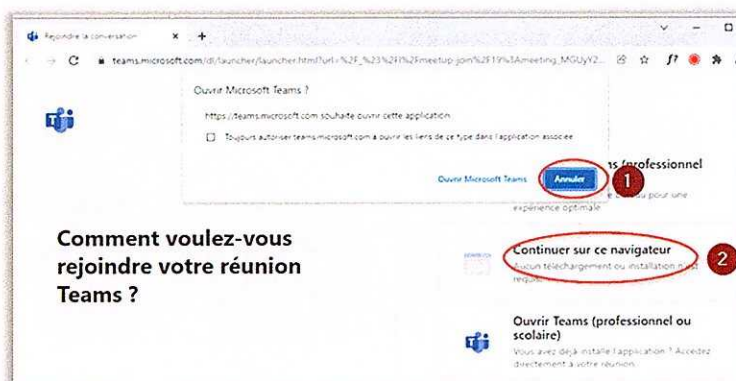 Rejoindre la conversation
teams.microsoft.com/dl/launcher/launcher.html?url=%2F_%23%2Fl%2Fmeetup-join%2F19%3Ameeting_MGUyY2...
Ouvrir Microsoft Teams ?
https://teams.microsoft.com souhaite ouvrir cette application
Toujours autoriser teams.microsoft.com à ouvrir les liens de ce type dans l'application associée
Ouvrir Microsoft Teams
Annuler
1
(professionnel
pour une
expérience optimale
Comment voulez-vous
rejoindre votre réunion
Teams ?
Continuer sur ce navigateur
2
Aucun téléchargement ou installation n'est
requis
Ouvrir Teams (professionnel ou
scolaire)
Vous avez déjà installé l'application ? Accédez
directement à votre réunion.